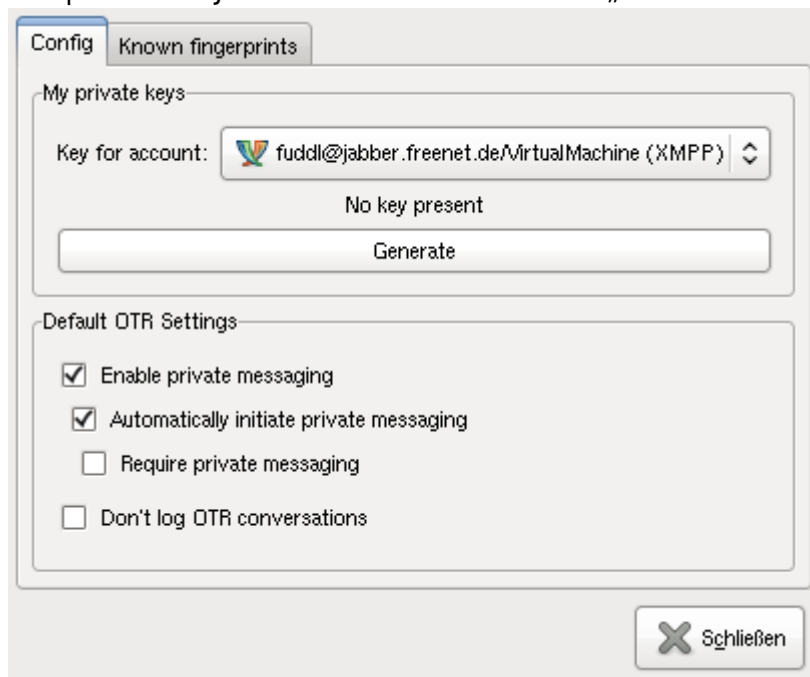 Config Known fingerprints
My private keys
Key for account: fuddl@jabber.freenet.de/VirtualMachine (XMPP)
No key present
Generate
Default OTR Settings
Enable private messaging
Automatically initiate private messaging
Require private messaging
Don't log OTR conversations
Schließen